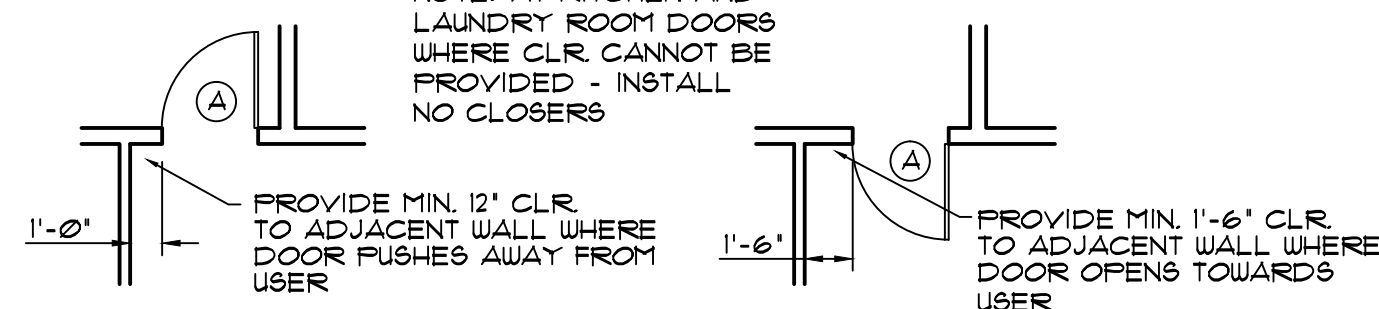 LAUNDRY ROOM DOORS
WHERE CLR. CANNOT BE
PROVIDED - INSTALL
NO CLOSERS
A
1'-0"
PROVIDE MIN. 12" CLR.
TO ADJACENT WALL WHERE
DOOR PUSHES AWAY FROM
USER
A
1'-6"
PROVIDE MIN. 1'-6" CLR.
TO ADJACENT WALL WHERE
DOOR OPENS TOWARDS
USER